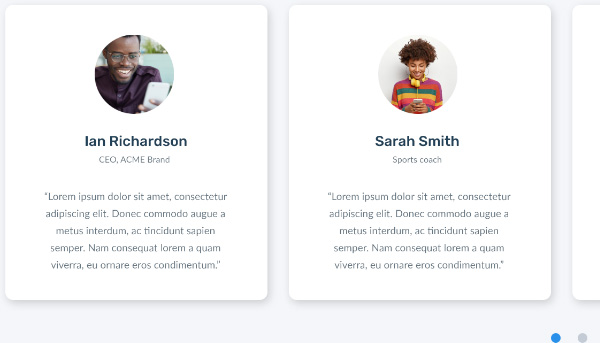 Ian Richardson
CEO, ACME Brand
“Lorem ipsum dolor sit amet, consectetur
adipiscing elit. Donec commodo augue a
metus interdum, ac tincidunt sapien
semper. Nam consequat lorem a quam
viverra, eu ornare eros condimentum.”
Sarah Smith
Sports coach
“Lorem ipsum dolor sit amet, consectetur
adipiscing elit. Donec commodo augue a
metus interdum, ac tincidunt sapien
semper. Nam consequat lorem a quam
viverra, eu ornare eros condimentum.”